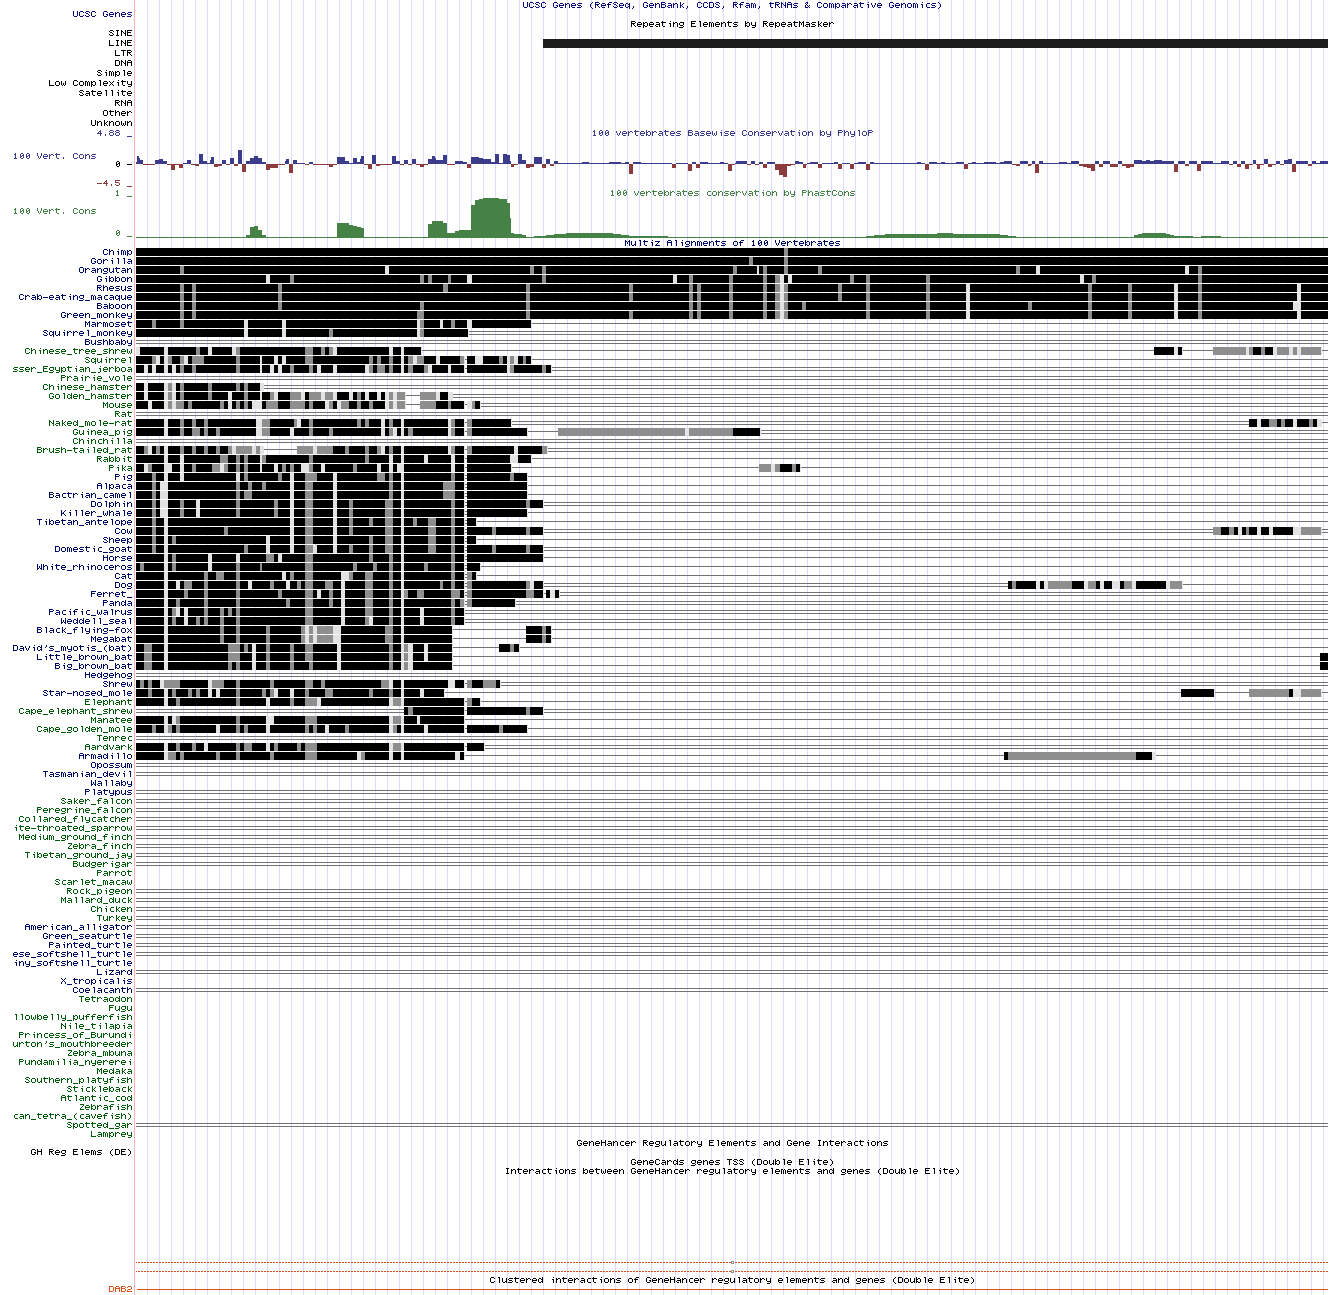 UCSC Genes (RefSeq, GenBank, CCDS, Rfam, tRNAs & Comparative Genomics)
UCSC Genes
Repeating Elements by RepeatMasker
SINE
LINE
LTR
DNA
Simple
Low Complexity
Satellite
RNA
Other
Unknown
100 vertebrates Basewise Conservation by PhyloP
4.88 _
100 Vert. Cons
0 _
-4.5 _
100 vertebrates conservation by PhastCons
1 _
100 Vert. Cons
0 _
Multiz Alignments of 100 Vertebrates
Chimp
Gorilla
Orangutan
Gibbon
Rhesus
Crab-eating_macaque
Baboon
Green_monkey
Marmoset
Squirrel_monkey
Bushbaby
Chinese_tree_shrew
Squirrel
sser_Egyptian_jerboa
Prairie_vole
Chinese_hamster
Golden_hamster
Mouse
Rat
Naked_mole-rat
Guinea_pig
Chinchilla
Brush-tailed_rat
Rabbit
Pika
Pig
Alpaca
Bactrian_camel
Dolphin
Killer_whale
Tibetan_antelope
Cow
Sheep
Domestic_goat
Horse
White_rhinoceros
Cat
Dog
Ferret_
Panda
Pacific_walrus
Weddell_seal
Black_flying-fox
Megabat
David's_myotis_(bat)
Little_brown_bat
Big_brown_bat
Hedgehog
Shrew
Star-nosed_mole
Elephant
Cape_elephant_shrew
Manatee
Cape_golden_mole
Tenrec
Aardvark
Armadillo
Opossum
Tasmanian_devil
Wallaby
Platypus
Saker_falcon
Peregrine_falcon
Collared_flycatcher
ite-throated_sparrow
Medium_ground_finch
Zebra_finch
Tibetan_ground_jay
Budgerigar
Parrot
Scarlet_macaw
Rock_pigeon
Mallard_duck
Chicken
Turkey
American_alligator
Green_seaturtle
Painted_turtle
ese_softshell_turtle
iny_softshell_turtle
Lizard
X_tropicalis
Coelacanth
Tetraodon
Fugu
llowbelly_pufferfish
Nile_tilapia
Princess_of_Burundi
urton's_mouthbreeder
Zebra_mbuna
Pundamilia_nyererei
Medaka
Southern_platyfish
Stickleback
Atlantic_cod
Zebrafish
can_tetra_(cavefish)
Spotted_gar
Lamprey
GeneHancer Regulatory Elements and Gene Interactions
GH Reg Elems (DE)
GeneCards genes TSS (Double Elite)
Interactions between GeneHancer regulatory elements and genes (Double Elite)
Clustered interactions of GeneHancer regulatory elements and genes (Double Elite)
DAB2